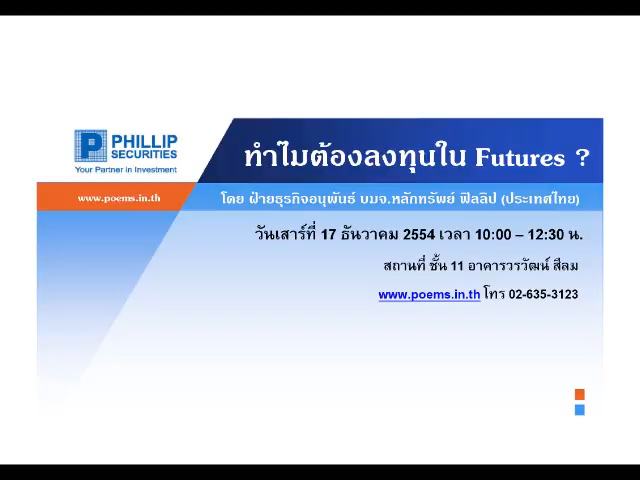 PHILLIP
SECURITIES
Your Partner in Investment
ทำไมต้องลงทุนใน Futures ?
www.poems.in.th
โดย ฝ่ายธุรกิจอนุพันธ์ บมจ.หลักทรัพย์ ฟิลลิป (ประเทศไทย)
วันเสาร์ที่ 17 ธันวาคม 2554 เวลา 10:00 – 12:30 น.
สถานที่ ชั้น 11 อาคารวรวัฒน์ สีลม
www.poems.in.th โทร 02-635-3123